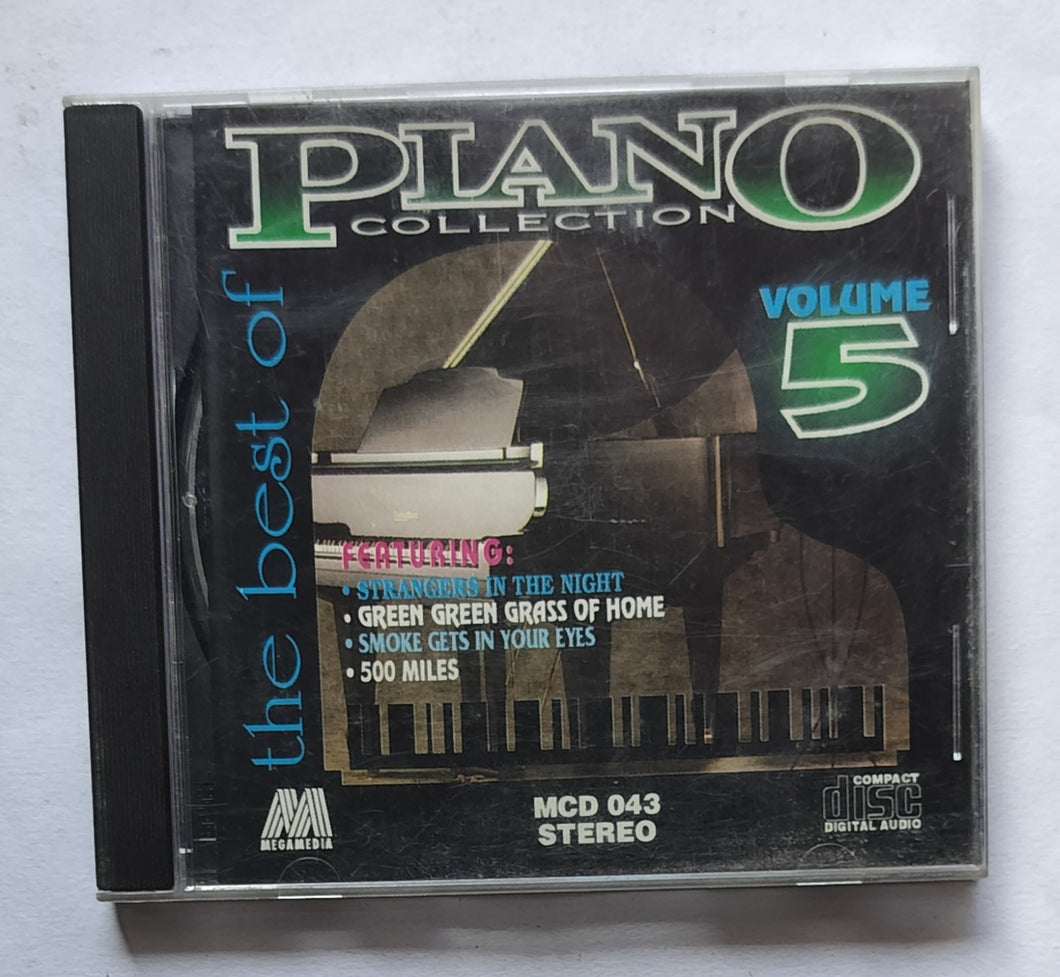 the best of
PIANO
COLLECTION
VOLUME
5
FEATURING:
• STRANGERS IN THE NIGHT
• GREEN GREEN GRASS OF HOME
• SMOKE GETS IN YOUR EYES
• 500 MILES
MEGAMEDIA
MCD 043
STEREO
COMPACT
disc
DIGITAL AUDIO